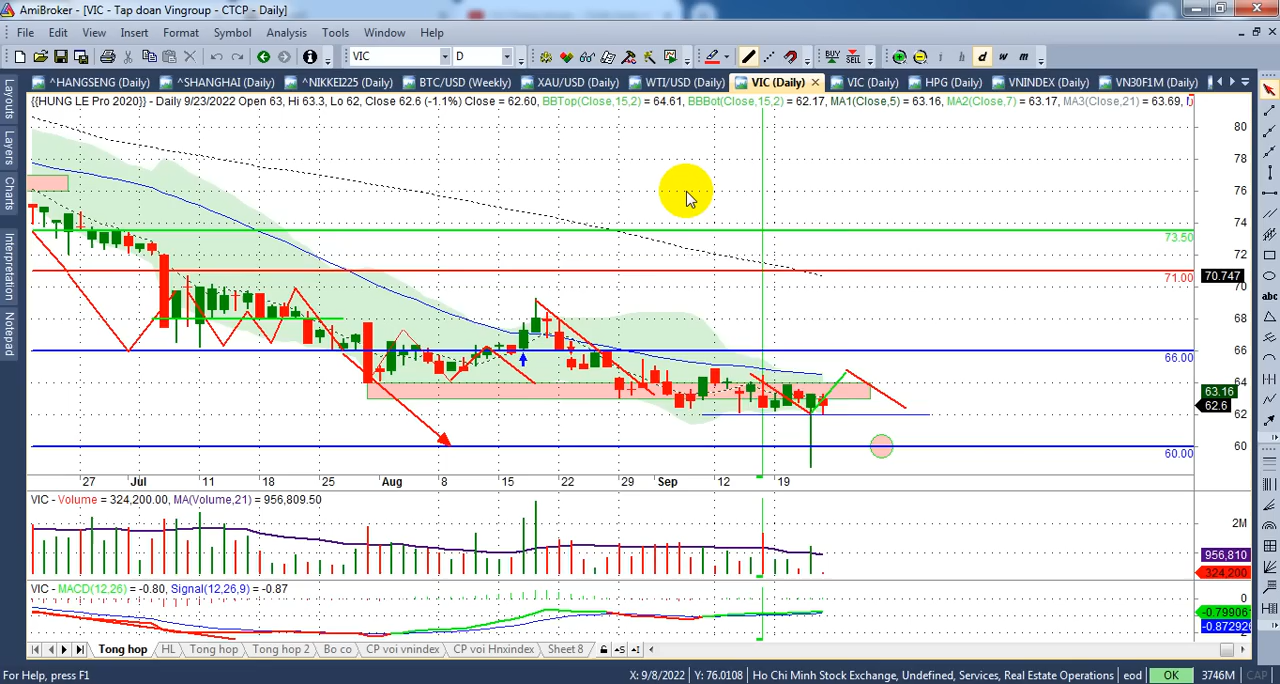 AmiBroker - [VIC - Tap doan Vingroup - CTCP - Daily]
File Edit View Insert Format Symbol Analysis Tools Window Help
VIC D BUY SELL i h d w m
^HANGSENG (Daily) ^SHANGHAI (Daily) ^NIKKEI225 (Daily) BTC/USD (Weekly) XAU/USD (Daily) WTI/USD (Daily) VIC (Daily) VIC (Daily) HPG (Daily) VNINDEX (Daily) VN30F1M (Daily)
Layouts
Layers
Charts
Interpretation
Notepad
{{HUNG LE Pro 2020}} - Daily 9/23/2022 Open 63, Hi 63.3, Lo 62, Close 62.6 (-1.1%) Close = 62.60, BBTop(Close,15,2) = 64.61, BBBot(Close,15,2) = 62.17, MA1(Close,5) = 63.16, MA2(Close,7) = 63.17, MA3(Close,21) = 63.69,
80
78
76
74
73.50
72
71.00
70.747
70
68
66
66.00
64
63.16
62.6
62
60
60.00
27 Jul 11 18 25 Aug 8 15 22 29 Sep 12 19
VIC - Volume = 324,200.00, MA(Volume,21) = 956,809.50
2M
956,810
324,200
VIC - MACD(12,26) = -0.80, Signal(12,26,9) = -0.87
0
-0.79906
-0.872926
Tong hop HL Tong hop Tong hop 2 Bo co CP voi vnindex CP voi Hnxindex Sheet 8
abc
For Help, press F1 X: 9/8/2022 Y: 76.0108 Ho Chi Minh Stock Exchange, Undefined, Services, Real Estate Operations eod OK 3746M CAP